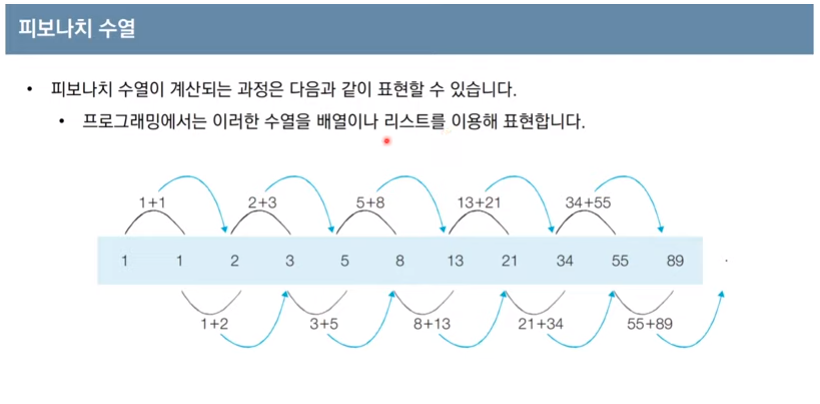 피보나치 수열
• 피보나치 수열이 계산되는 과정은 다음과 같이 표현할 수 있습니다.
• 프로그래밍에서는 이러한 수열을 배열이나 리스트를 이용해 표현합니다.
1+1 2+3 5+8 13+21 34+55
1 1 2 3 5 8 13 21 34 55 89 .
1+2 3+5 8+13 21+34 55+89